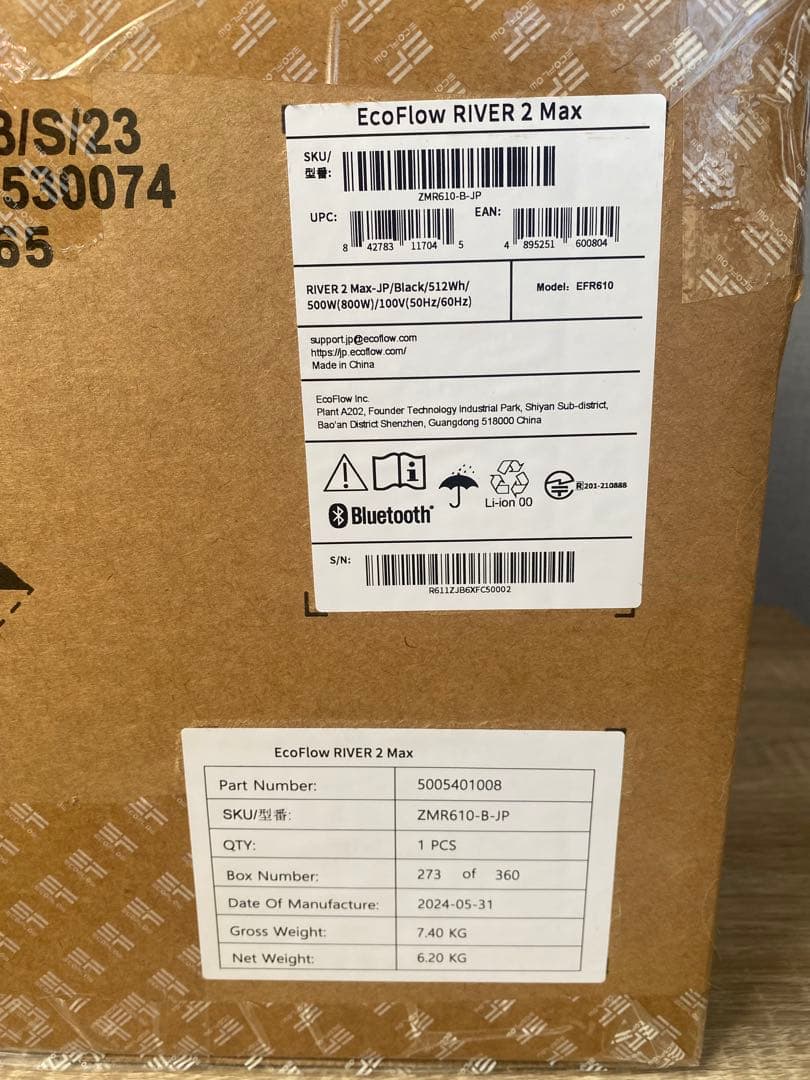 3/S/23
530074
65
EcoFlow RIVER 2 Max
SKU/
型番:
ZMR610-B-JP
UPC:
8 42783 11704 5
EAN:
4 895251 600804
RIVER 2 Max-JP/Black/512Wh/
500W(800W)/100V(50Hz/60Hz)
Model: EFR610
support.jp@ecoflow.com
https://jp.ecoflow.com/
Made in China
EcoFlow Inc.
Plant A202, Founder Technology Industrial Park, Shiyan Sub-district,
Bao'an District Shenzhen, Guangdong 518000 China
Li-ion 00
R 201-210888
Bluetooth®
S/N:
R611ZJB6XFC50002
EcoFlow RIVER 2 Max
Part Number: 5005401008
SKU/型番: ZMR610-B-JP
QTY: 1 PCS
Box Number: 273 of 360
Date Of Manufacture: 2024-05-31
Gross Weight: 7.40 KG
Net Weight: 6.20 KG